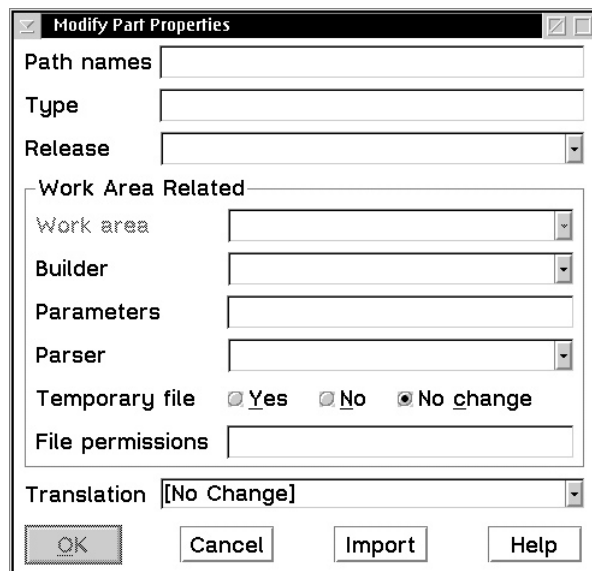 Modify Part Properties
Path names
Type
Release
Work Area Related
Work area
Builder
Parameters
Parser
Temporary file Yes No No change
File permissions
Translation [No Change]
OK Cancel Import Help